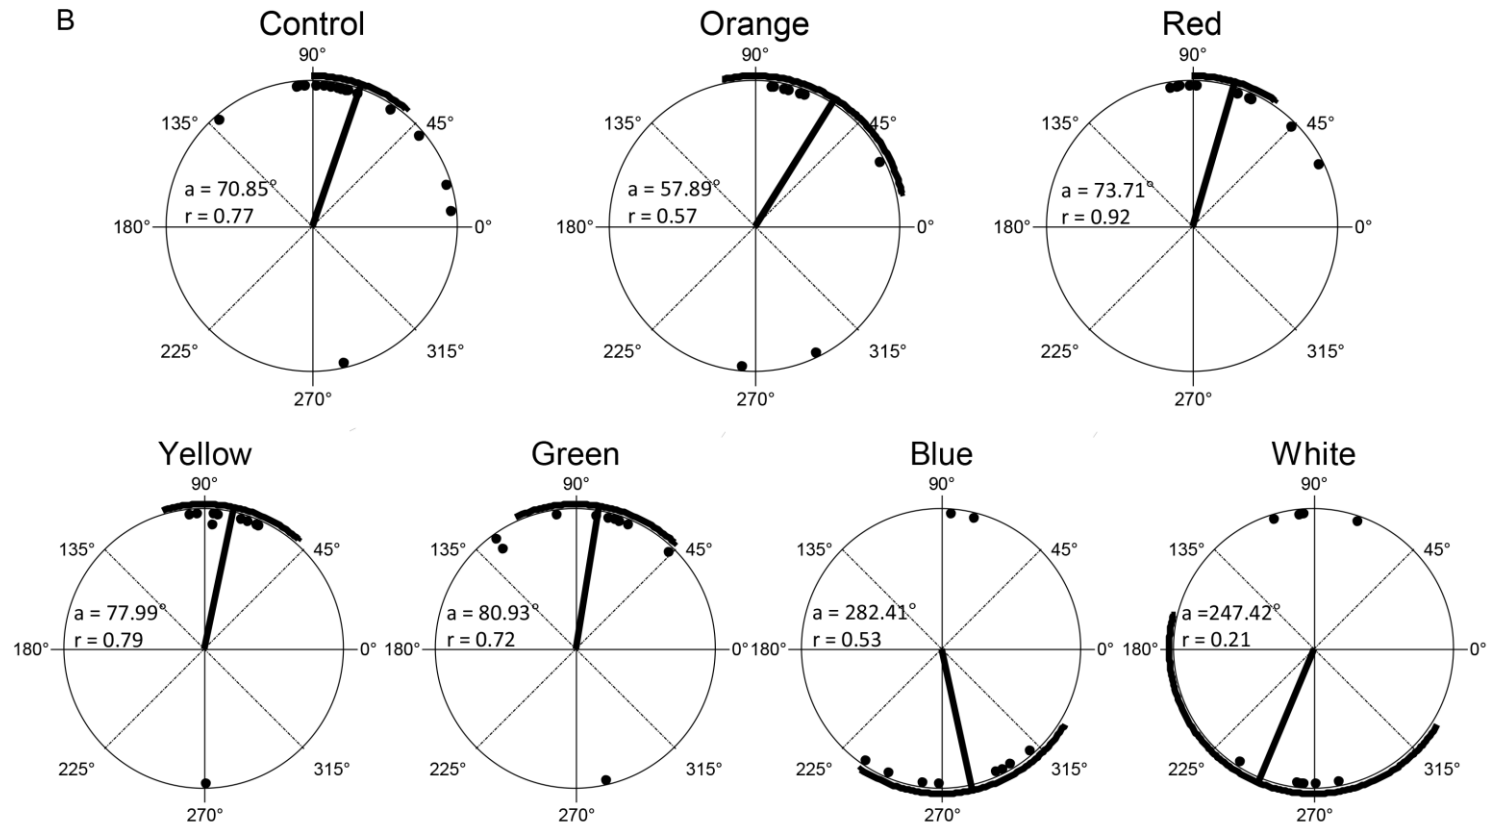 B
Control
Orange
Red
90°
90°
90°
135°
45°
135°
45°
135°
45°
a = 70.85°
r = 0.77
a = 57.89°
r = 0.57
a = 73.71°
r = 0.92
180°
0°
180°
0°
180°
0°
225°
315°
225°
315°
225°
315°
270°
270°
270°
Yellow
Green
Blue
White
90°
90°
90°
90°
135°
45°
135°
45°
135°
45°
135°
45°
a = 77.99°
r = 0.79
a = 80.93°
r = 0.72
a = 282.41°
r = 0.53
a =247.42°
r = 0.21
180°
0°
180°
0°
180°
0°
180°
0°
225°
315°
225°
315°
225°
315°
225°
315°
270°
270°
270°
270°